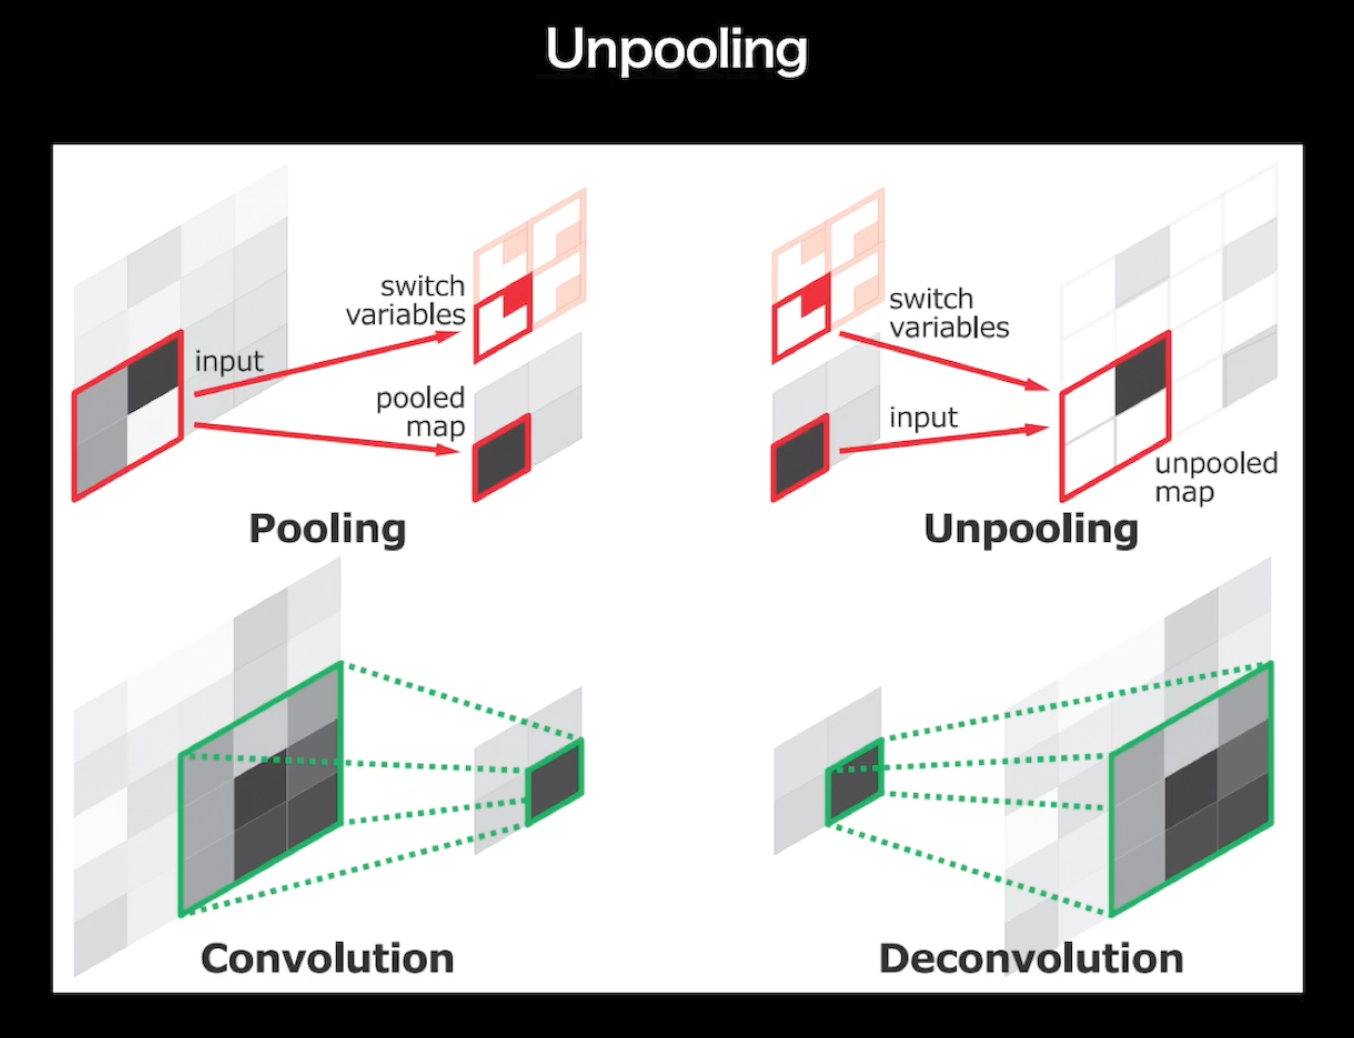 Unpooling
switch
variables
input
pooled
map
Pooling
switch
variables
input
unpooled
map
Unpooling
Convolution
Deconvolution